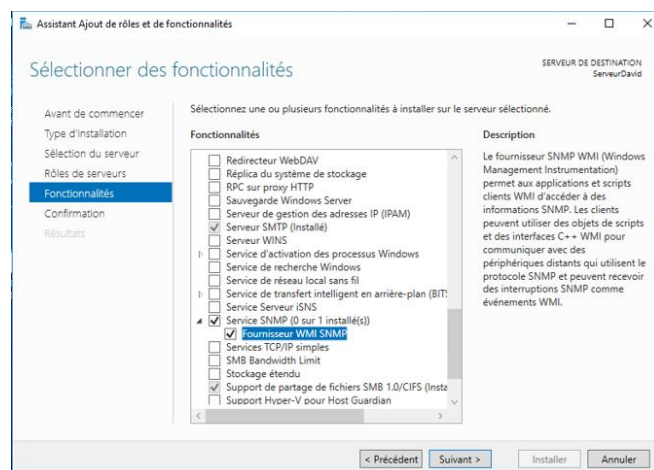 Assistant Ajout de rôles et de fonctionnalités
Sélectionner des fonctionnalités
SERVEUR DE DESTINATION
ServeurDavid
Avant de commencer
Type d'installation
Sélection du serveur
Rôles de serveurs
Fonctionnalités
Confirmation
Résultats
Sélectionnez une ou plusieurs fonctionnalités à installer sur le serveur sélectionné.
Fonctionnalités
Redirecteur WebDAV
Réplica du système de stockage
RPC sur proxy HTTP
Sauvegarde Windows Server
Serveur de gestion des adresses IP (IPAM)
Serveur SMTP (Installé)
Serveur WINS
Service d'activation des processus Windows
Service de recherche Windows
Service de réseau local sans fil
Service de transfert intelligent en arrière-plan (BIT
Service Serveur iSNS
Service SNMP (0 sur 1 installé(s))
Fournisseur WMI SNMP
Services TCP/IP simples
SMB Bandwidth Limit
Stockage étendu
Support de partage de fichiers SMB 1.0/CIFS (Insta
Support Hyper-V pour Host Guardian
Description
Le fournisseur SNMP WMI (Windows
Management Instrumentation)
permet aux applications et scripts
clients WMI d'accéder à des
informations SNMP. Les clients
peuvent utiliser des objets de scripts
et des interfaces C++ WMI pour
communiquer avec des
périphériques distants qui utilisent le
protocole SNMP et peuvent recevoir
des interruptions SNMP comme
événements WMI.
< Précédent
Suivant >
Installer
Annuler